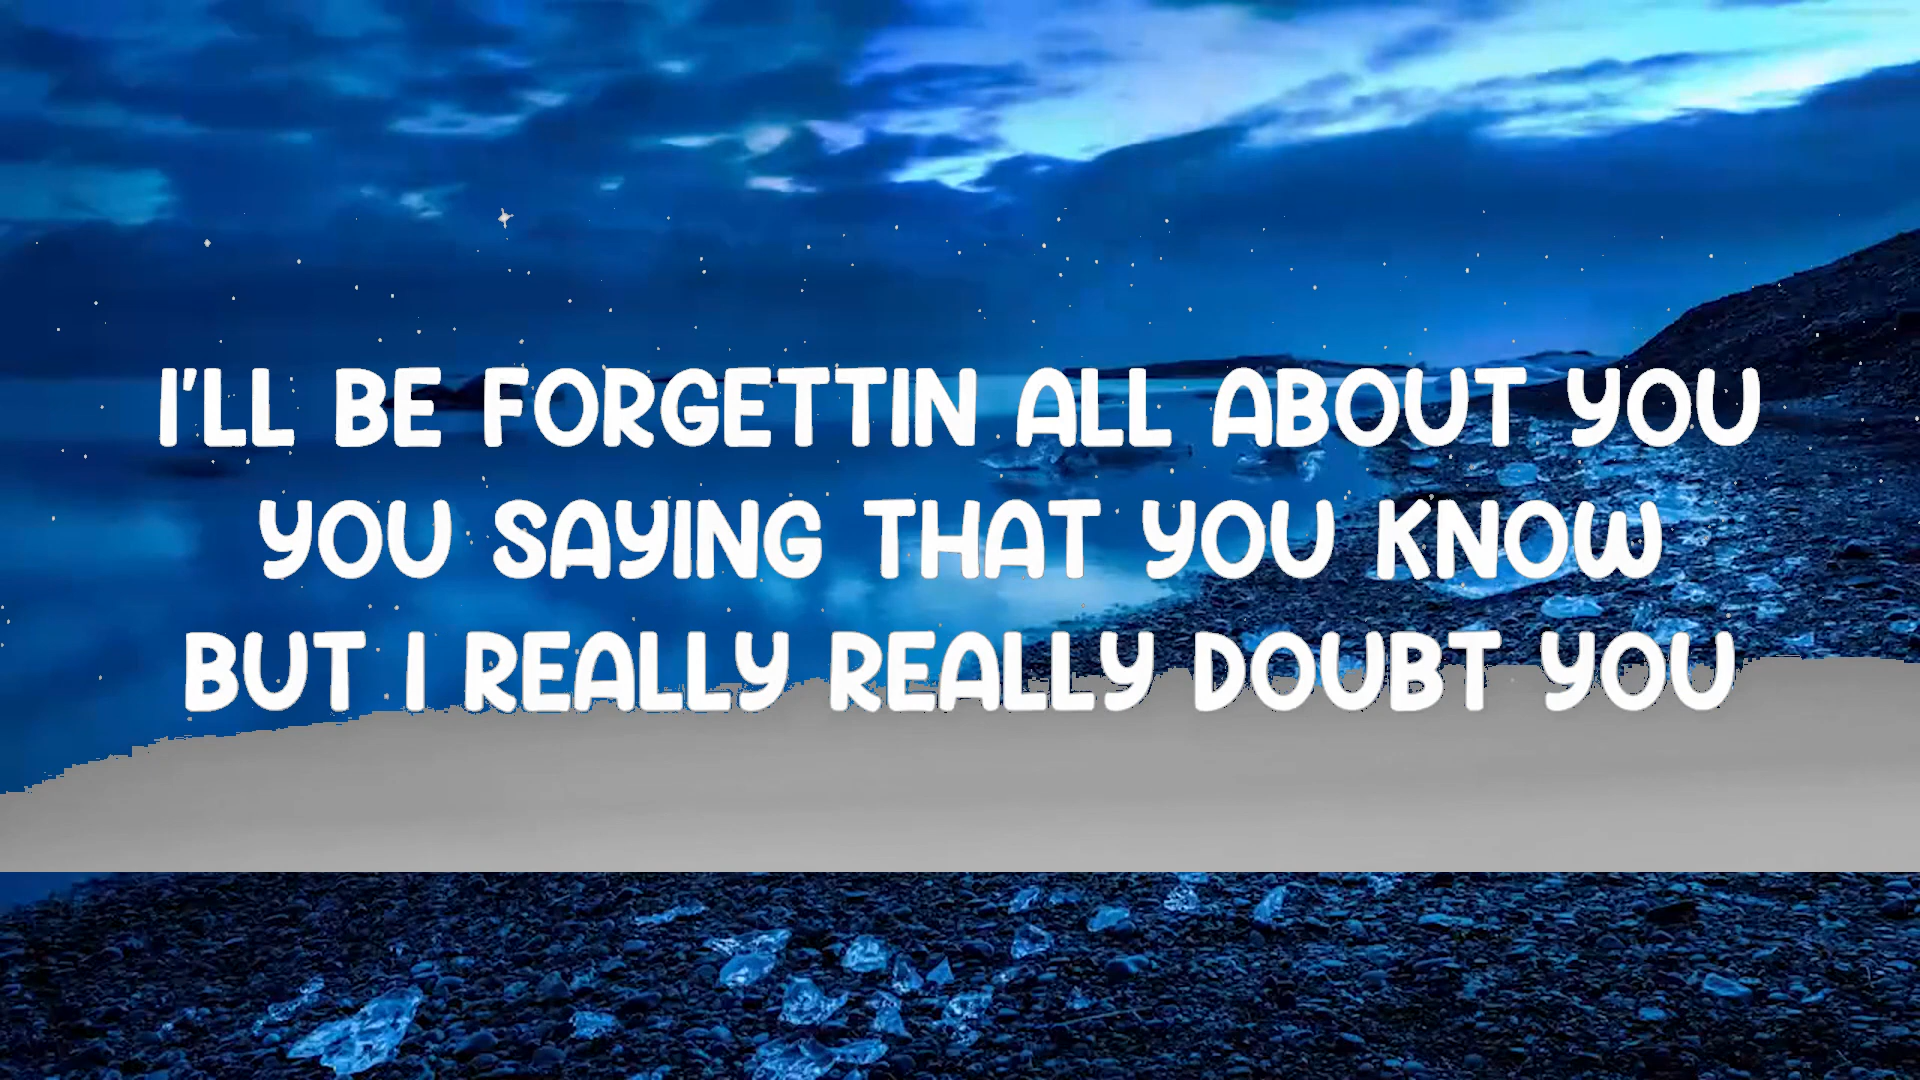 I'LL BE FORGETTIN ALL ABOUT YOU
YOU SAYING THAT YOU KNOW
BUT I REALLY REALLY DOUBT YOU